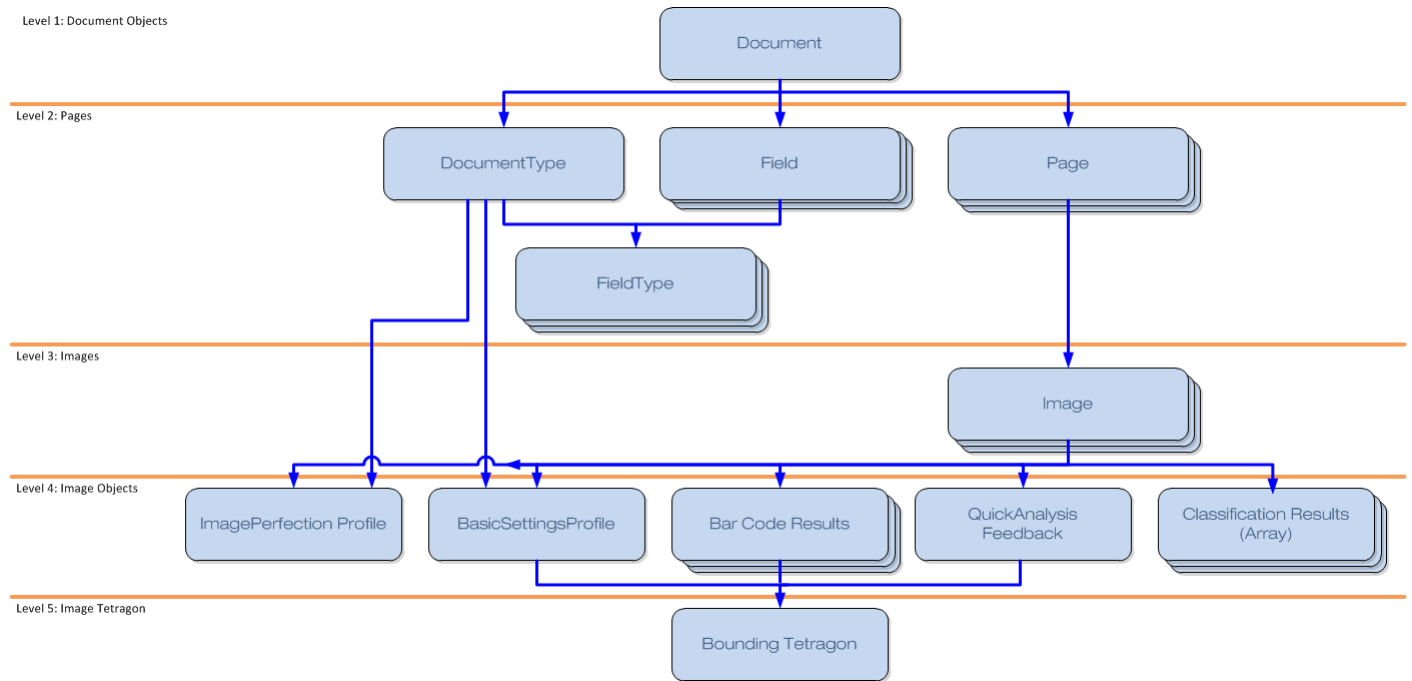 Level 1: Document Objects
Document
Level 2: Pages
DocumentType
Field
Page
FieldType
Level 3: Images
Image
Level 4: Image Objects
ImagePerfection Profile
BasicSettingsProfile
Bar Code Results
QuickAnalysis
Feedback
Classification Results
(Array)
Level 5: Image Tetragon
Bounding Tetragon